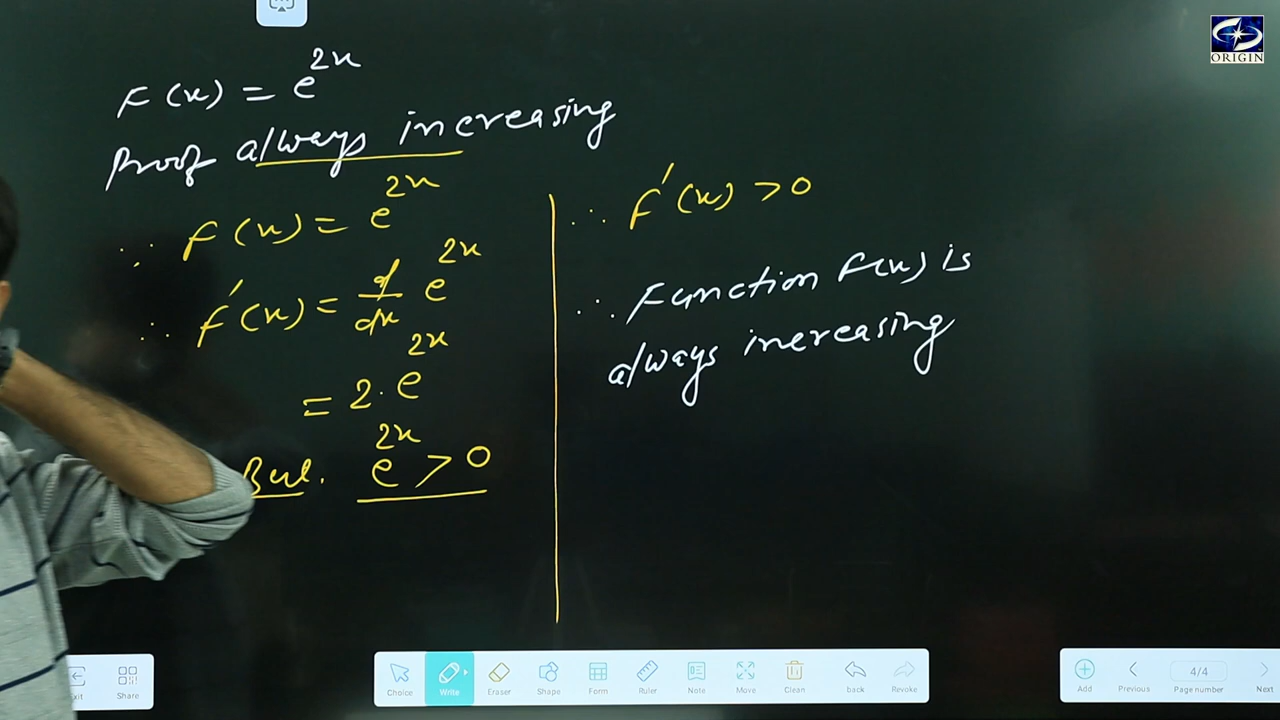 F(x) = e^{2x}
Proof always increasing
∵ F(x) = e^{2x}
∴ F'(x) = d/dx e^{2x}
= 2·e^{2x}
But. e^{2x} > 0
∴ F'(x) > 0
∴ Function F(x) is
always increasing
ORIGIN
Share
Choice
Write
Eraser
Shape
Form
Ruler
Note
Move
Clean
back
Revoke
Add
Previous
4/4
Page number
Next